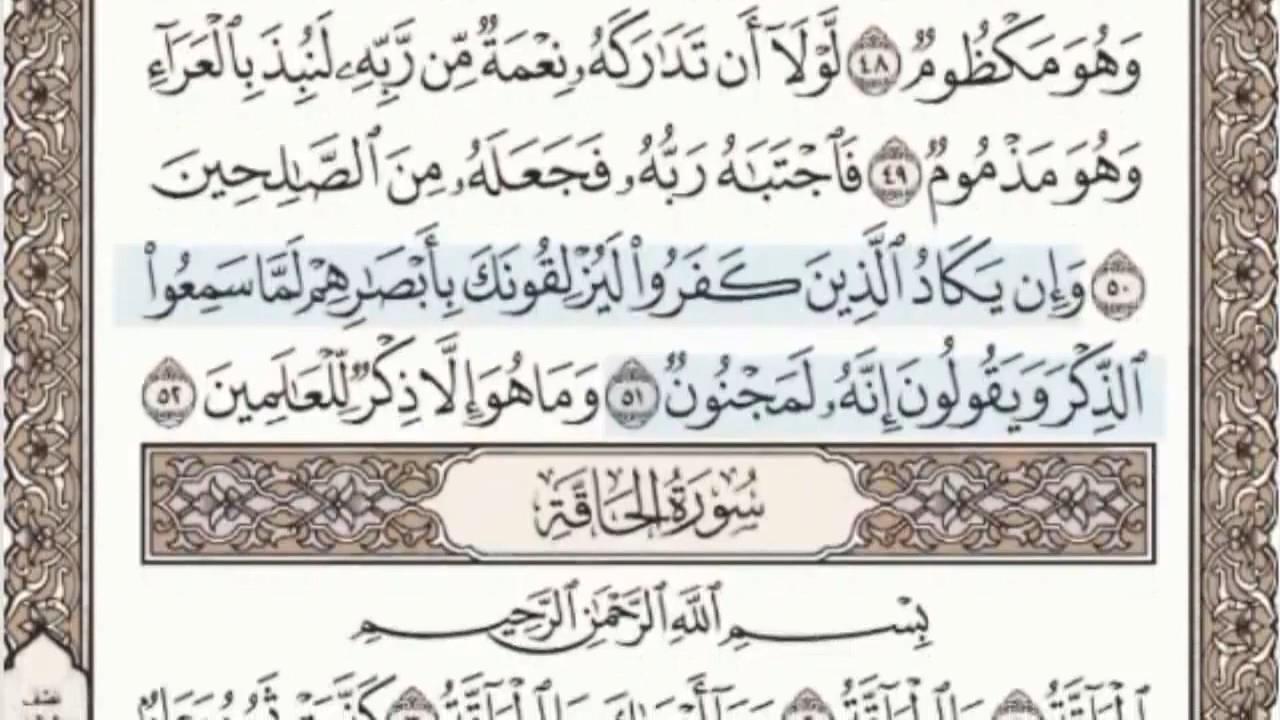 وَهُوَ مَكْظُومٌ ٤٨ لَّوْلَآ أَن تَدَٰرَكَهُۥ نِعْمَةٌ مِّن رَّبِّهِۦ لَنُبِذَ بِٱلْعَرَآءِ
وَهُوَ مَذْمُومٌ ٤٩ فَٱجْتَبَٰهُ رَبُّهُۥ فَجَعَلَهُۥ مِنَ ٱلصَّٰلِحِينَ
٥٠ وَإِن يَكَادُ ٱلَّذِينَ كَفَرُوا۟ لَيُزْلِقُونَكَ بِأَبْصَٰرِهِمْ لَمَّا سَمِعُوا۟
ٱلذِّكْرَ وَيَقُولُونَ إِنَّهُۥ لَمَجْنُونٌ ٥١ وَمَا هُوَ إِلَّا ذِكْرٌ لِّلْعَٰلَمِينَ ٥٢
سُورَةُ الحَاقَّةِ
بِسْمِ ٱللَّهِ ٱلرَّحْمَٰنِ ٱلرَّحِيمِ